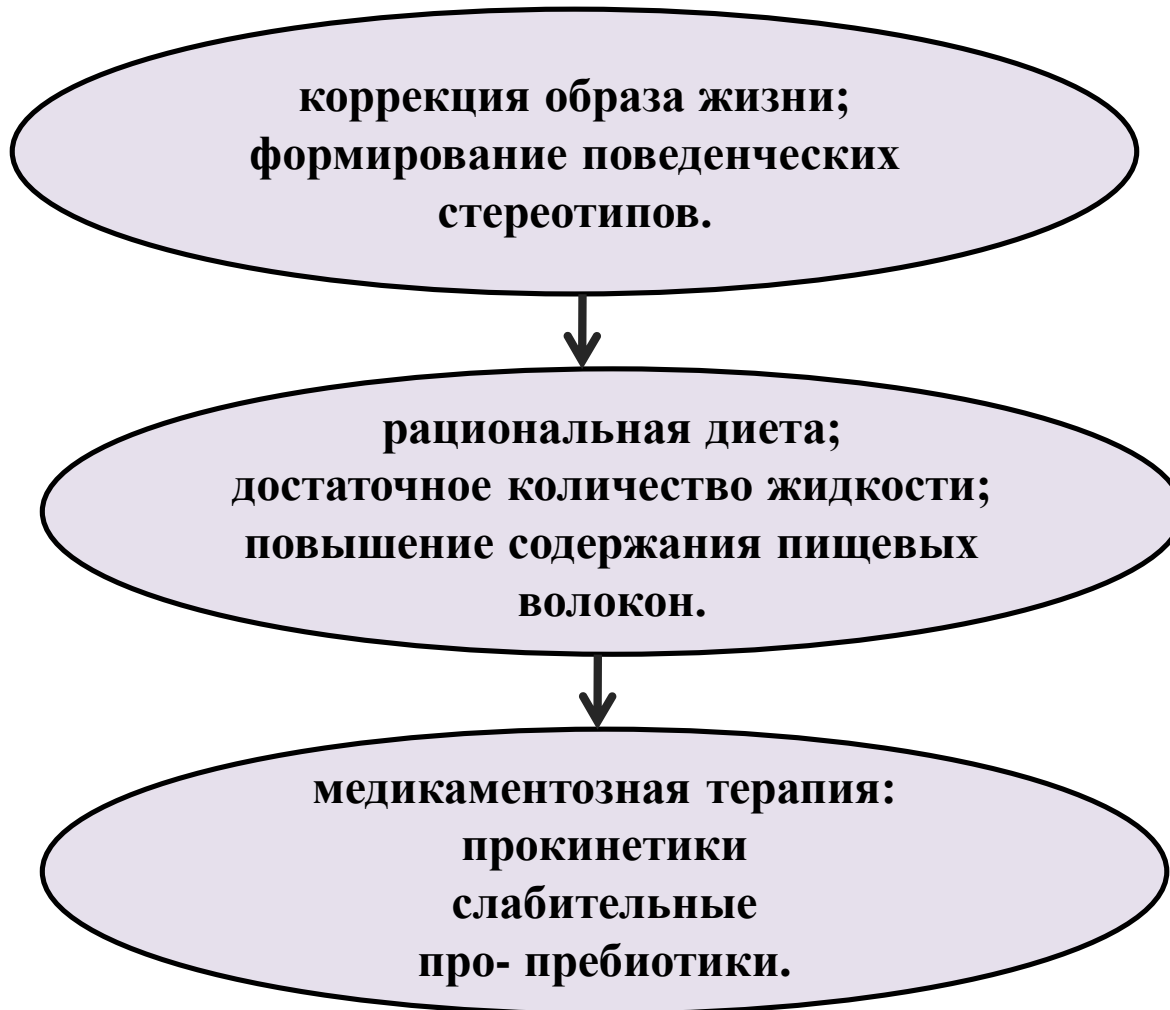 коррекция образа жизни;
формирование поведенческих
стереотипов.
рациональная диета;
достаточное количество жидкости;
повышение содержания пищевых
волокон.
медикаментозная терапия:
прокинетики
слабительные
про- пребиотики.